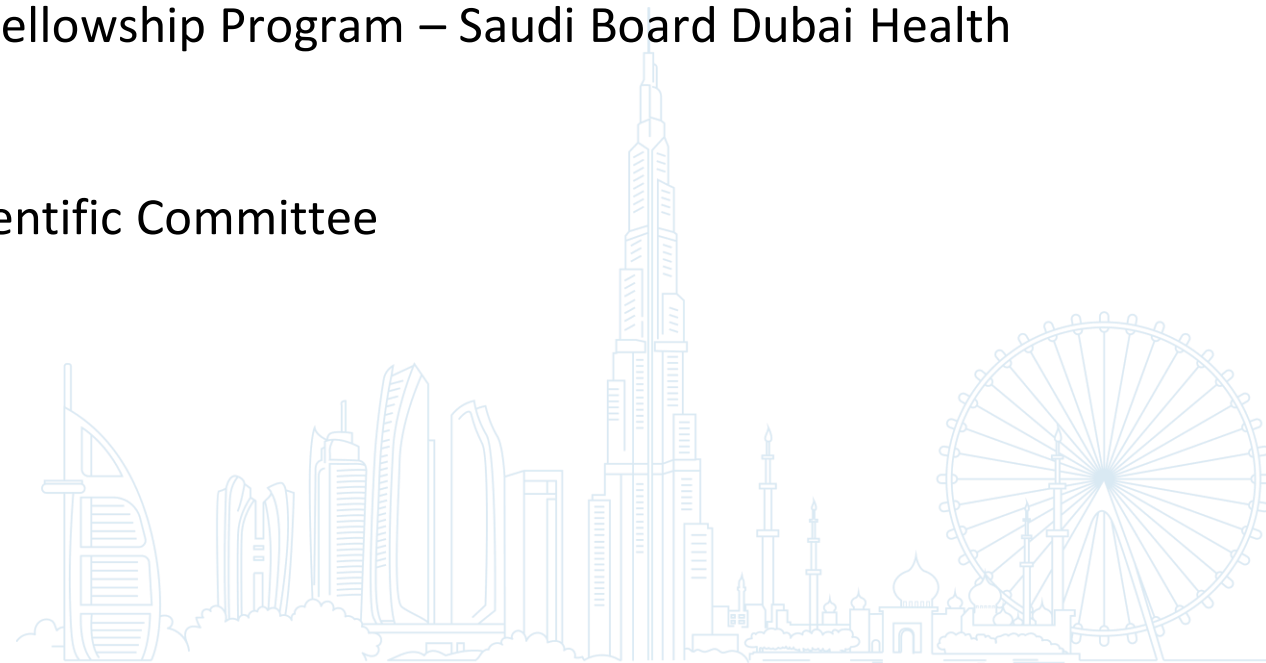 ellowship Program – Saudi Board Dubai Health
entific Committee